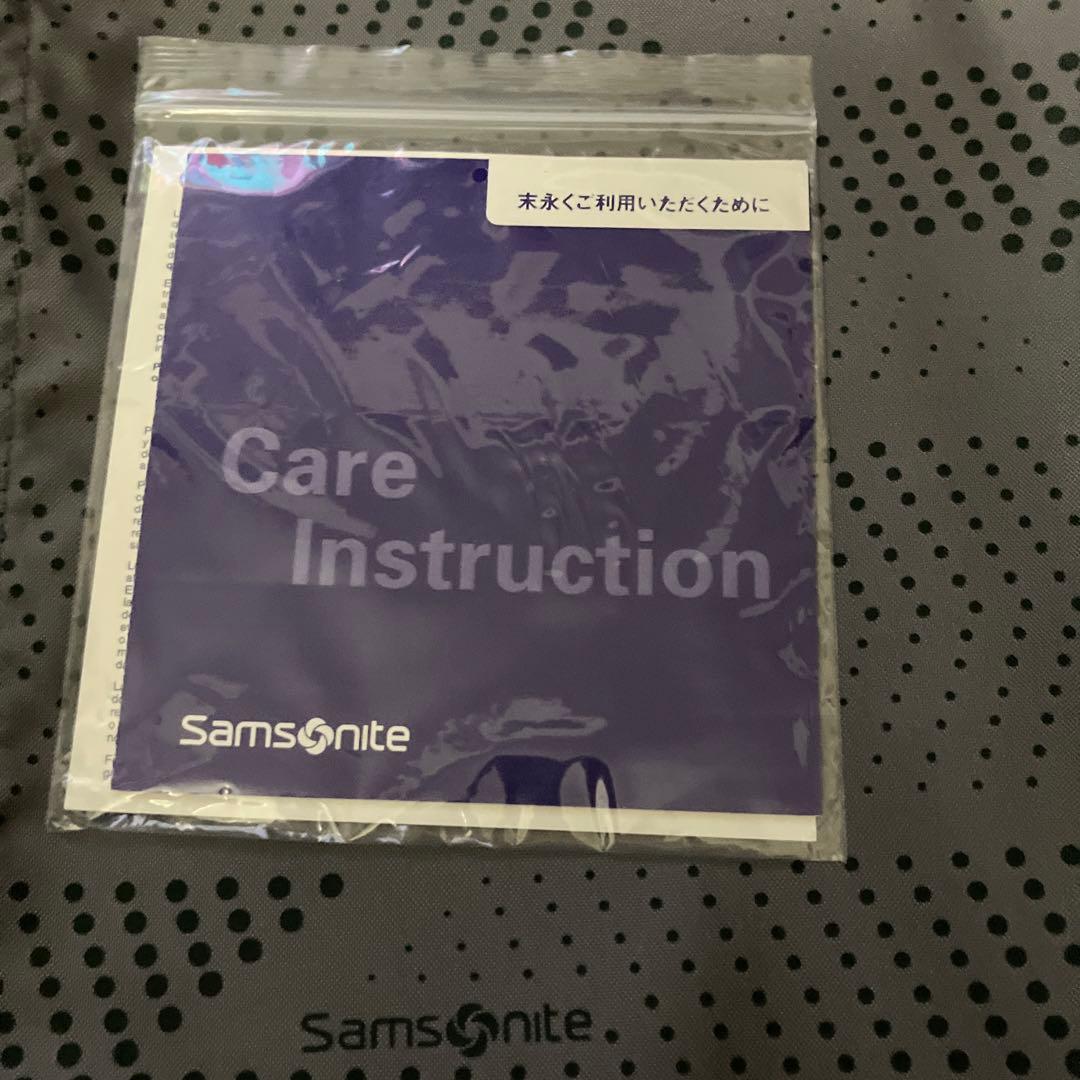 末永くご利用いただくために
Care
Instruction
Samsonite
Samsonite